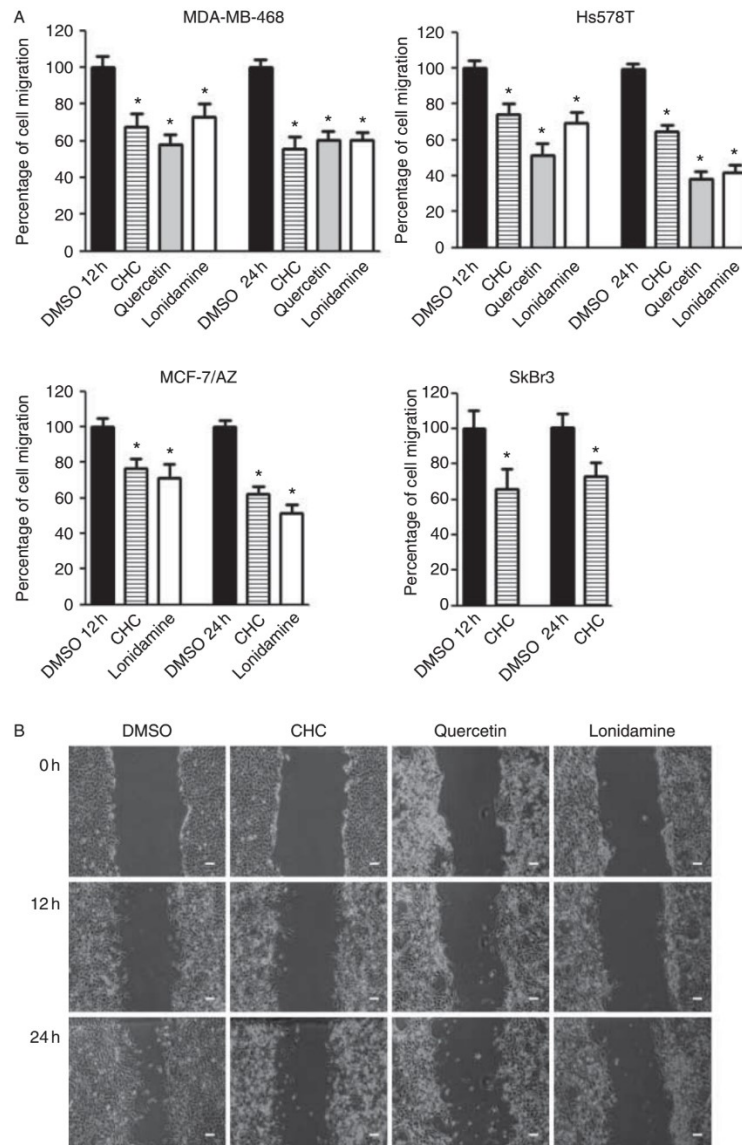 A
MDA-MB-468
Percentage of cell migration
120
100
80
60
40
20
0
* * * * * *
DMSO 12 h
CHC
Quercetin
Lonidamine
DMSO 24 h
CHC
Quercetin
Lonidamine
Hs578T
Percentage of cell migration
120
100
80
60
40
20
0
* * * * * *
DMSO 12 h
CHC
Quercetin
Lonidamine
DMSO 24 h
CHC
Quercetin
Lonidamine
MCF-7/AZ
Percentage of cell migration
120
100
80
60
40
20
0
* * * *
DMSO 12 h
CHC
Lonidamine
DMSO 24 h
CHC
Lonidamine
SkBr3
Percentage of cell migration
120
100
80
60
40
20
0
* *
DMSO 12 h
CHC
DMSO 24 h
CHC
B
DMSO CHC Quercetin Lonidamine
0 h
12 h
24 h